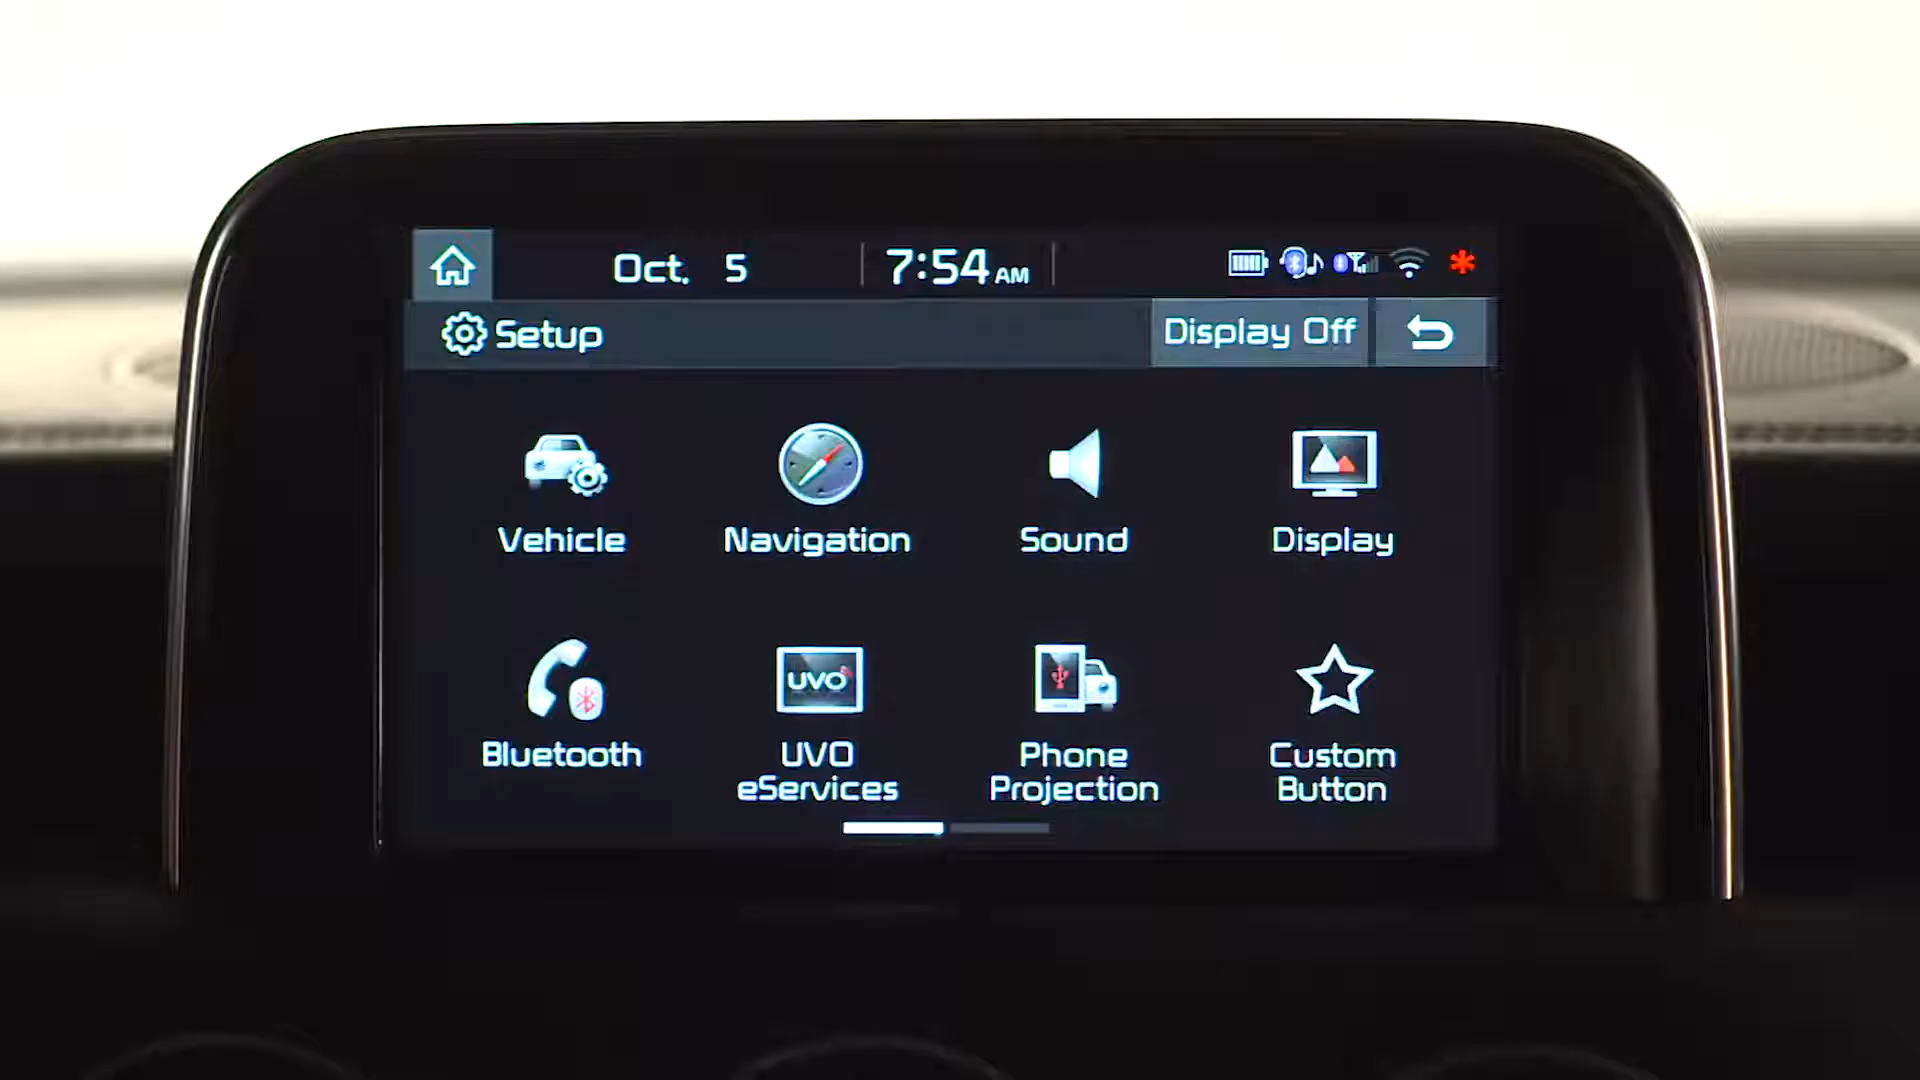 Oct. 5 7:54 AM
Setup Display Off
Vehicle Navigation Sound Display
UVO
Bluetooth UVO Phone Custom
eServices Projection Button